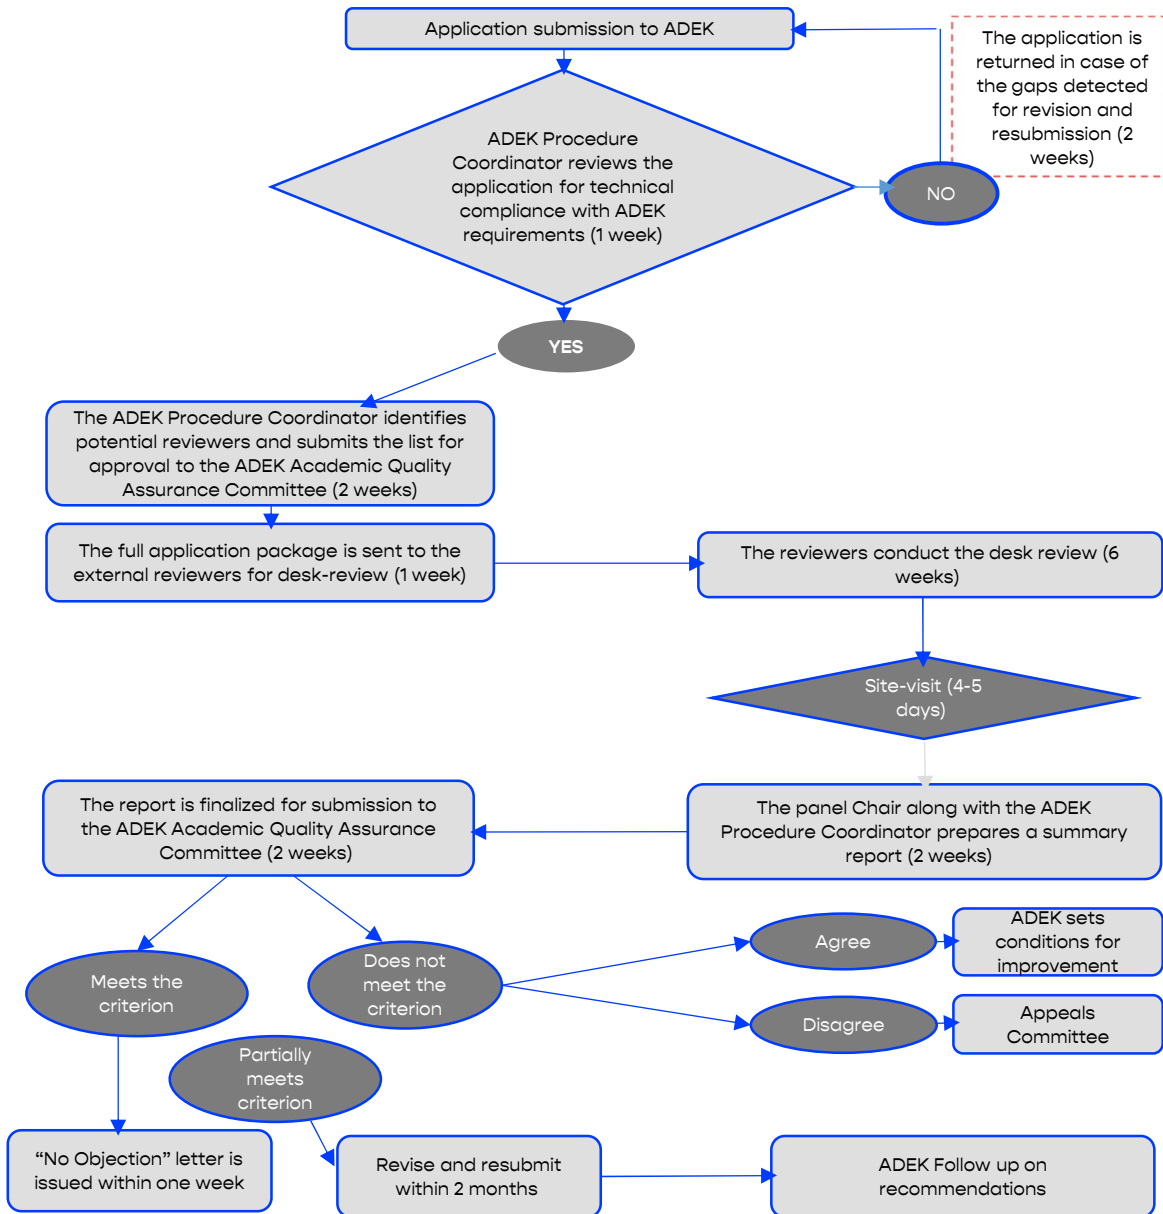 Application submission to ADEK
The application is
returned in case of
the gaps detected
for revision and
resubmission (2
weeks)
ADEK Procedure
Coordinator reviews the
application for technical
compliance with ADEK
requirements (1 week)
NO
YES
The ADEK Procedure Coordinator identifies
potential reviewers and submits the list for
approval to the ADEK Academic Quality
Assurance Committee (2 weeks)
The full application package is sent to the
external reviewers for desk-review (1 week)
The reviewers conduct the desk review (6
weeks)
Site-visit (4-5
days)
The panel Chair along with the ADEK
Procedure Coordinator prepares a summary
report (2 weeks)
The report is finalized for submission to
the ADEK Academic Quality Assurance
Committee (2 weeks)
Meets the
criterion
Does not
meet the
criterion
Agree
ADEK sets
conditions for
improvement
Disagree
Appeals
Committee
Partially
meets
criterion
“No Objection” letter is
issued within one week
Revise and resubmit
within 2 months
ADEK Follow up on
recommendations